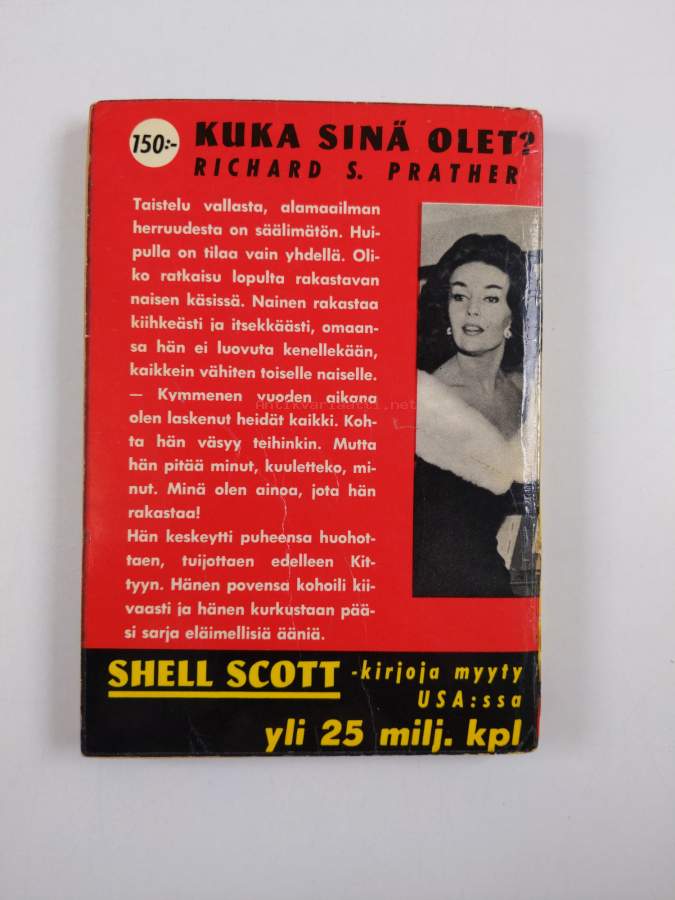 150:-
KUKA SINÄ OLET?
RICHARD S. PRATHER
Taistelu vallasta, alamaailman
herruudesta on säälimätön. Hui-
pulla on tilaa vain yhdellä. Oli-
ko ratkaisu lopulta rakastavan
naisen käsissä. Nainen rakastaa
kiihkeästi ja itsekkäästi, omaan-
sa hän ei luovuta kenellekään,
kaikkein vähiten toiselle naiselle.
— Kymmenen vuoden aikana
antikvariaatti.net
olen laskenut heidät kaikki. Koh-
ta hän väsyy teihinkin. Mutta
hän pitää minut, kuuletteko, mi-
nut. Minä olen ainoa, jota hän
rakastaa!
Hän keskeytti puheensa huohot-
taen, tuijottaen edelleen Kit-
tyyn. Hänen povensa kohoili kii-
vaasti ja hänen kurkustaan pää-
si sarja eläimellisiä ääniä.
SHELL SCOTT -kirjoja myyty
USA:ssa
yli 25 milj. kpl